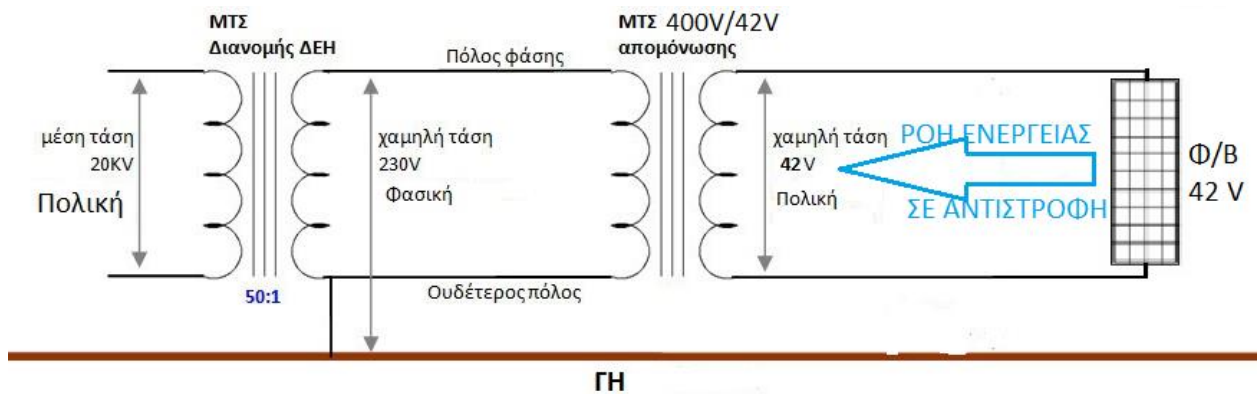 ΜΤΣ
Διανομής ΔΕΗ
ΜΤΣ 400V/42V
απομόνωσης
Πόλος φάσης
μέση τάση
20KV
Πολική
χαμηλή τάση
230V
Φασική
χαμηλή τάση
42V
Πολική
ΡΟΗ ΕΝΕΡΓΕΙΑΣ
ΣΕ ΑΝΤΙΣΤΡΟΦΗ
Φ/Β
42 V
50:1
Ουδέτερος πόλος
ΓΗ